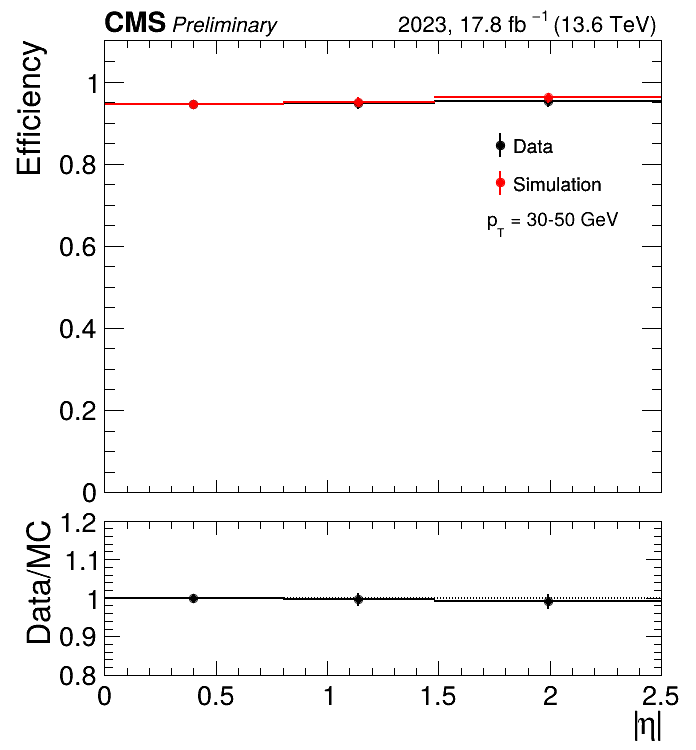 CMS Preliminary 2023, 17.8 fb⁻¹ (13.6 TeV)
Efficiency
1
0.8
0.6
0.4
0.2
0
Data
Simulation
p_T = 30-50 GeV
Data/MC
1.2
1.1
1
0.9
0.8
0 0.5 1 1.5 2 2.5
|η|